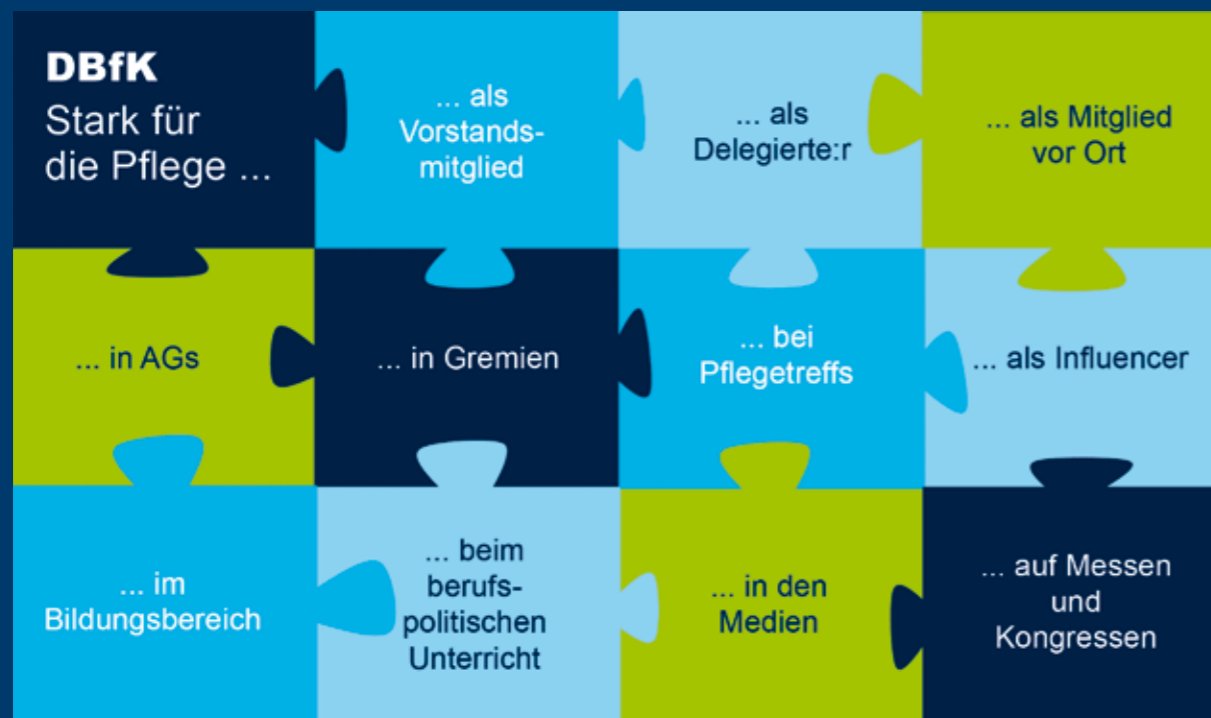 DBfK
Stark für
die Pflege ...
... als
Vorstands-
mitglied
... als
Delegierte:r
... als Mitglied
vor Ort
... in AGs
... in Gremien
... bei
Pflegetreffs
... als Influencer
... im
Bildungsbereich
... beim
berufs-
politischen
Unterricht
... in den
Medien
... auf Messen
und
Kongressen